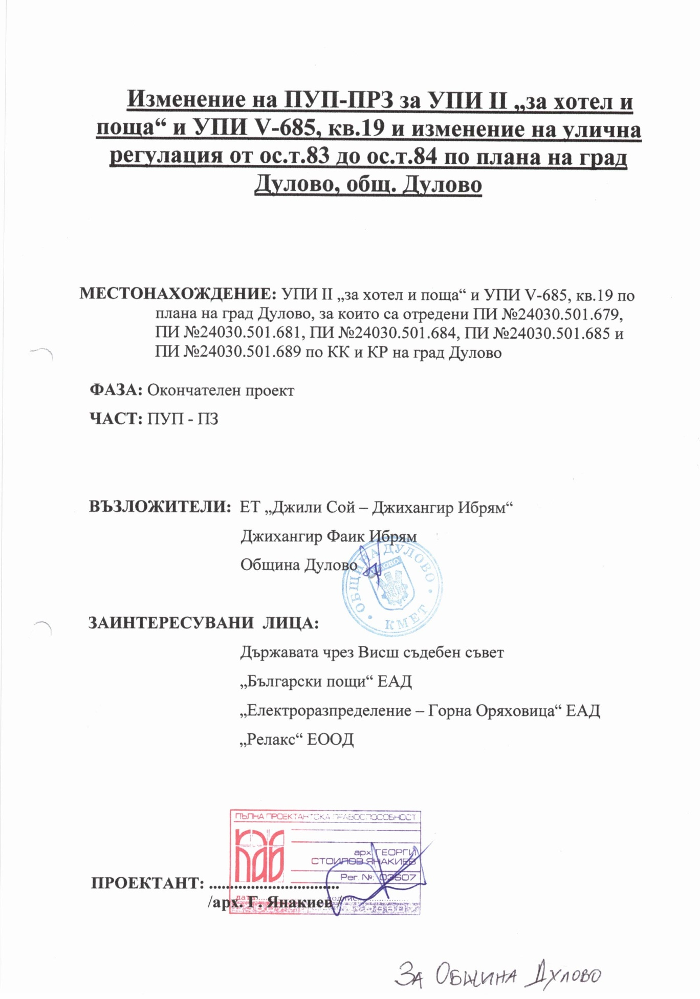 Изменение на ПУП-ПРЗ за УПИ II „за хотел и
поща“ и УПИ V-685, кв.19 и изменение на улична
регулация от ос.т.83 до ос.т.84 по плана на град
Дулово, общ. Дулово
МЕСТОНАХОЖДЕНИЕ: УПИ II „за хотел и поща“ и УПИ V-685, кв.19 по
плана на град Дулово, за които са отредени ПИ №24030.501.679,
ПИ №24030.501.681, ПИ №24030.501.684, ПИ №24030.501.685 и
ПИ №24030.501.689 по КК и КР на град Дулово
ФАЗА: Окончателен проект
ЧАСТ: ПУП - ПЗ
ВЪЗЛОЖИТЕЛИ: ЕТ „Джили Сой – Джихангир Ибрям“
Джихангир Фаик Ибрям
Община Дулово
ОБЩИНА ДУЛОВО
ДУЛОВО
КМЕТ
ЗАИНТЕРЕСУВАНИ ЛИЦА:
Държавата чрез Висш съдебен съвет
„Български пощи“ ЕАД
„Електроразпределение – Горна Оряховица“ ЕАД
„Релакс“ ЕООД
ПЪЛНА ПРОЕКТАНТСКА ПРАВОСПОСОБНОСТ
арх. ГЕОРГИ
СТОИЛОВ ЯНАКИЕВ
Рег. №: 03607
ПРОЕКТАНТ: ................................
дата подпис
/арх. Г. Янакиев /
ЗА ОБЩИНА ДУЛОВО